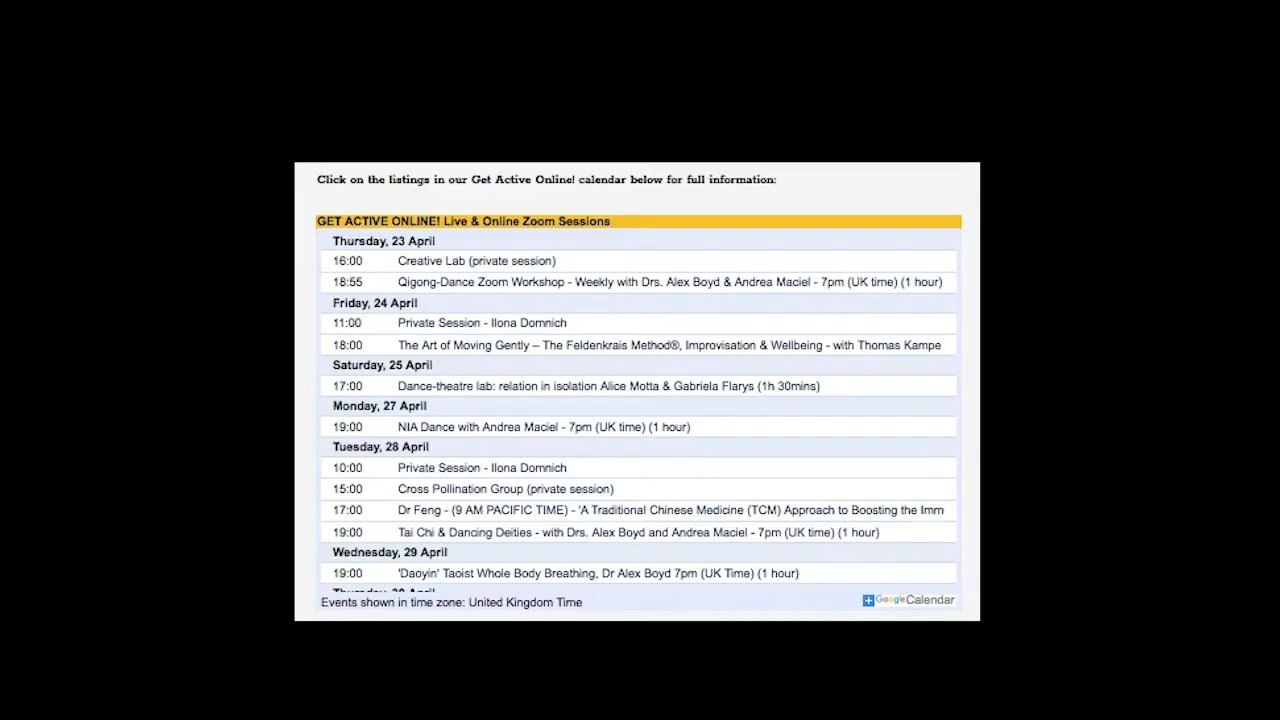 Click on the listings in our Get Active Online! calendar below for full information:
GET ACTIVE ONLINE! Live & Online Zoom Sessions
Thursday, 23 April
16:00 Creative Lab (private session)
18:55 Qigong-Dance Zoom Workshop - Weekly with Drs. Alex Boyd & Andrea Maciel - 7pm (UK time) (1 hour)
Friday, 24 April
11:00 Private Session - Ilona Domnich
18:00 The Art of Moving Gently – The Feldenkrais Method®, Improvisation & Wellbeing - with Thomas Kampe
Saturday, 25 April
17:00 Dance-theatre lab: relation in isolation Alice Motta & Gabriela Flarys (1h 30mins)
Monday, 27 April
19:00 NIA Dance with Andrea Maciel - 7pm (UK time) (1 hour)
Tuesday, 28 April
10:00 Private Session - Ilona Domnich
15:00 Cross Pollination Group (private session)
17:00 Dr Feng - (9 AM PACIFIC TIME) - 'A Traditional Chinese Medicine (TCM) Approach to Boosting the Imm
19:00 Tai Chi & Dancing Deities - with Drs. Alex Boyd and Andrea Maciel - 7pm (UK time) (1 hour)
Wednesday, 29 April
19:00 'Daoyin' Taoist Whole Body Breathing, Dr Alex Boyd 7pm (UK Time) (1 hour)
Thursday, 30 April
Events shown in time zone: United Kingdom Time
Google Calendar